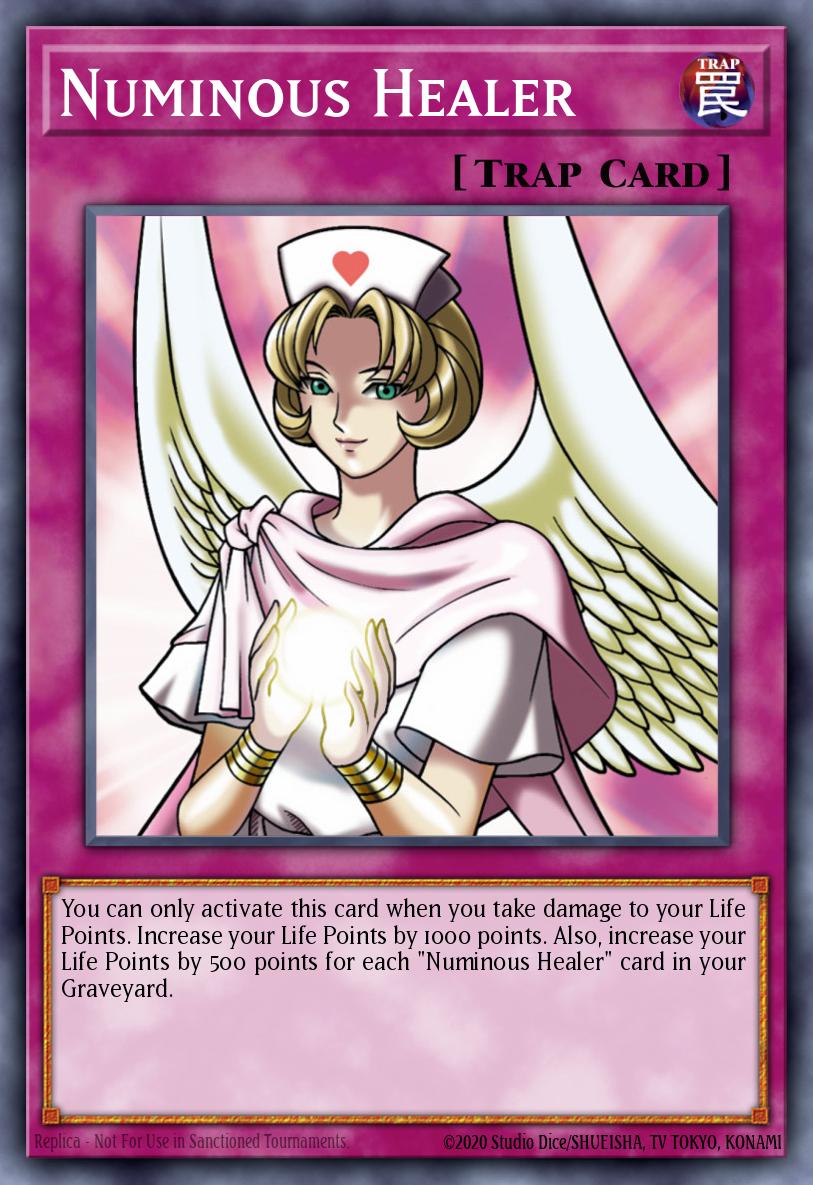 Numinous Healer
TRAP
罠
[Trap Card]
You can only activate this card when you take damage to your Life
Points. Increase your Life Points by 1000 points. Also, increase your
Life Points by 500 points for each "Numinous Healer" card in your
Graveyard.
Replica - Not For Use in Sanctioned Tournaments.
©2020 Studio Dice/SHUEISHA, TV TOKYO, KONAMI